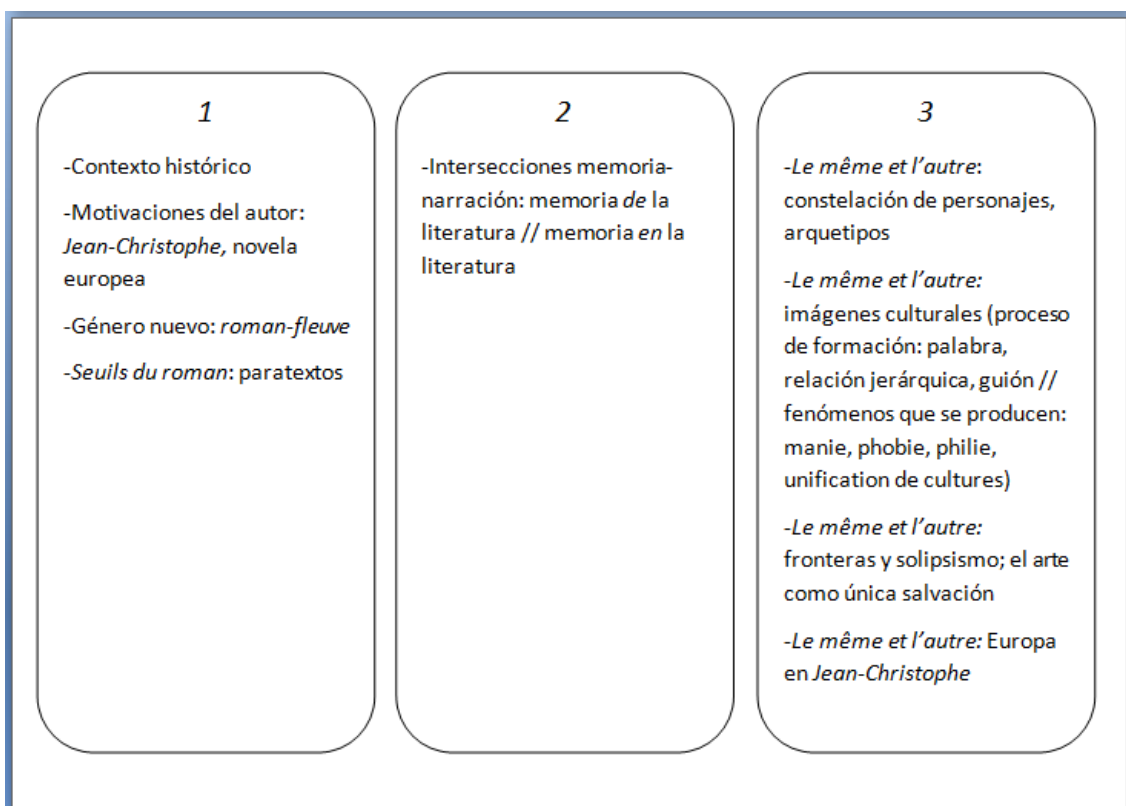 1
-Contexto histórico
-Motivaciones del autor:
Jean-Christophe, novela
europea
-Género nuevo: roman-fleuve
-Seuils du roman: paratextos
2
-Intersecciones memoria-
narración: memoria de la
literatura // memoria en la
literatura
3
-Le même et l’autre:
constelación de personajes,
arquetipos
-Le même et l’autre:
imágenes culturales (proceso
de formación: palabra,
relación jerárquica, guión //
fenómenos que se producen:
manie, phobie, philie,
unification de cultures)
-Le même et l’autre:
fronteras y solipsismo; el arte
como única salvación
-Le même et l’autre: Europa
en Jean-Christophe